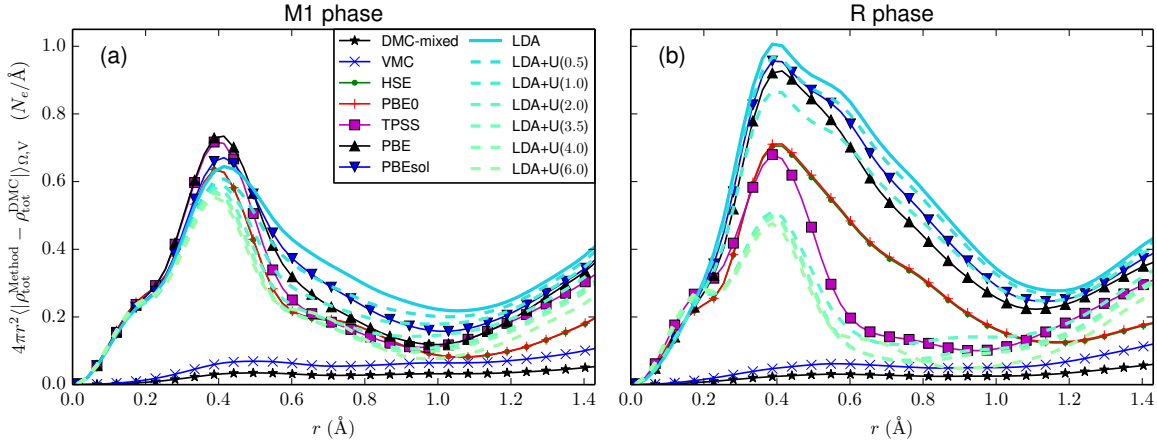 M1 phase
R phase
(a)
(b)
DMC-mixed
VMC
HSE
PBE0
TPSS
PBE
PBEsol
LDA
LDA+U(0.5)
LDA+U(1.0)
LDA+U(2.0)
LDA+U(3.5)
LDA+U(4.0)
LDA+U(6.0)
4πr²⟨|ρ_tot^Method − ρ_tot^DMC|⟩_Ω,V (N_e/Å)
1.0
0.8
0.6
0.4
0.2
0.0
0.0 0.2 0.4 0.6 0.8 1.0 1.2 1.4
0.0 0.2 0.4 0.6 0.8 1.0 1.2 1.4
r (Å)
r (Å)